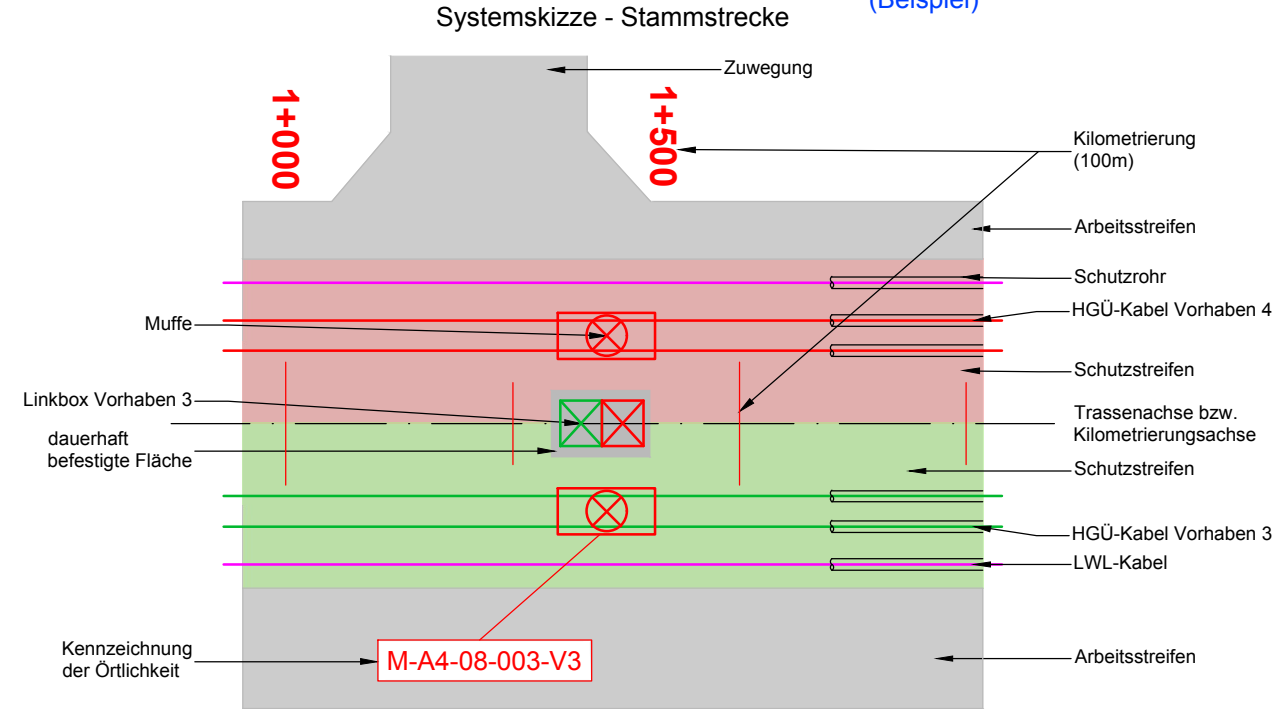 (Beispiel)
Systemskizze - Stammstrecke
Zuwegung
1+000
1+500
Kilometrierung
(100m)
Arbeitsstreifen
Schutzrohr
HGÜ-Kabel Vorhaben 4
Muffe
Schutzstreifen
Linkbox Vorhaben 3
Trassenachse bzw.
Kilometrierungsachse
dauerhaft
befestigte Fläche
Schutzstreifen
HGÜ-Kabel Vorhaben 3
LWL-Kabel
Kennzeichnung
der Örtlichkeit
M-A4-08-003-V3
Arbeitsstreifen